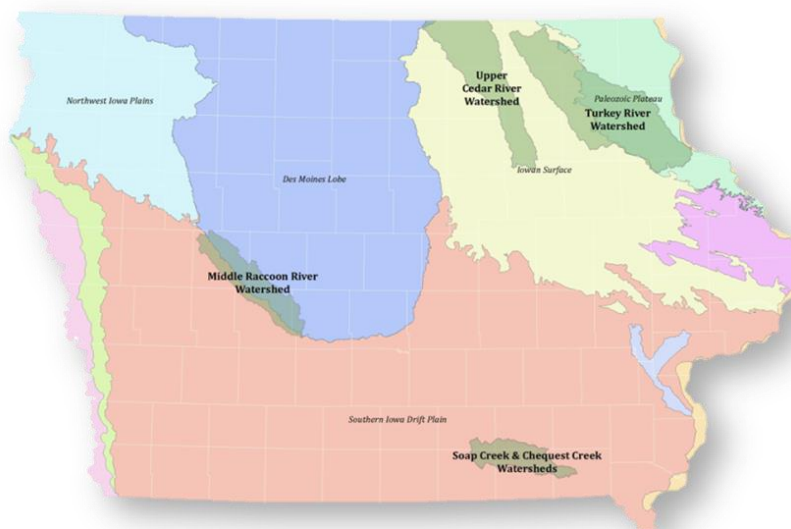 Upper
Cedar River
Watershed
Northwest Iowa Plains
Paleozoic Plateau
Turkey River
Watershed
Iowan Surface
Des Moines Lobe
Middle Raccoon River
Watershed
Southern Iowa Drift Plain
Soap Creek & Chequest Creek
Watersheds